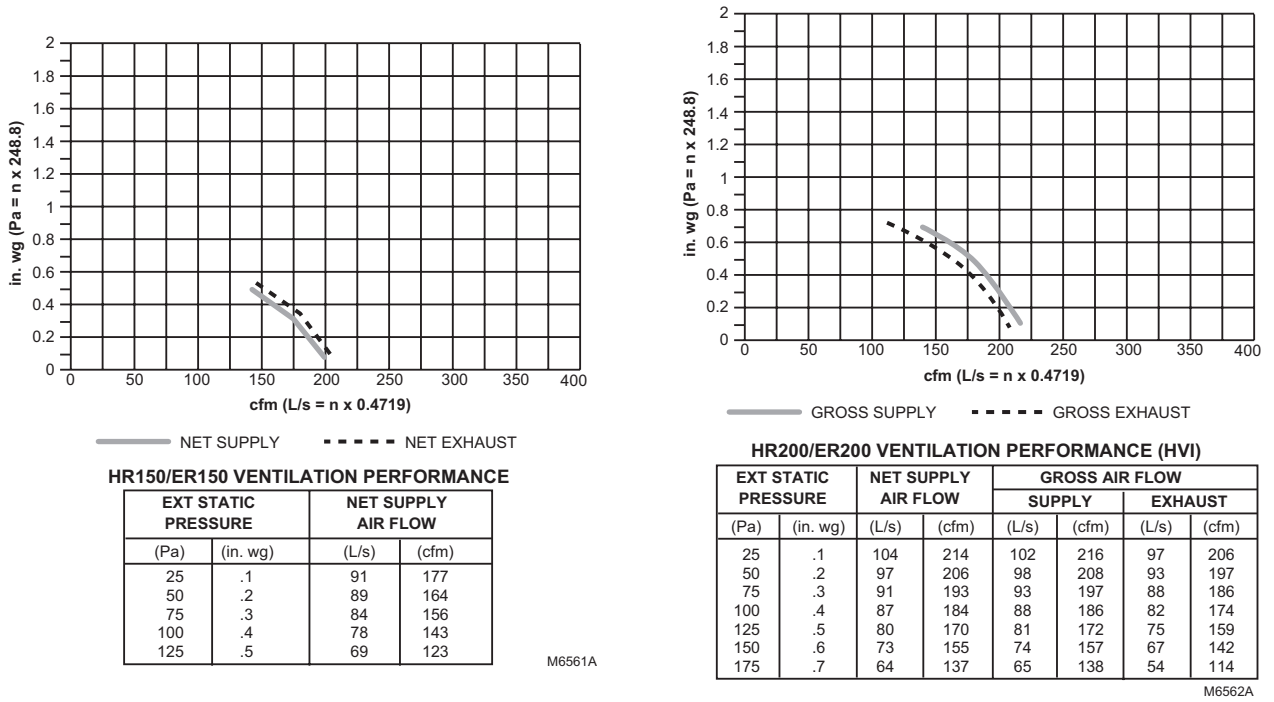 2
1.8
1.6
1.4
1.2
1
0.8
0.6
0.4
0.2
0
in. wg (Pa = n x 248.8)
0 50 100 150 200 250 300 350 400
cfm (L/s = n x 0.4719)
NET SUPPLY NET EXHAUST
HR150/ER150 VENTILATION PERFORMANCE
EXT STATIC PRESSURE NET SUPPLY AIR FLOW
(Pa) (in. wg) (L/s) (cfm)
25 .1 91 177
50 .2 89 164
75 .3 84 156
100 .4 78 143
125 .5 69 123
M6561A
2
1.8
1.6
1.4
1.2
1
0.8
0.6
0.4
0.2
0
in. wg (Pa = n x 248.8)
0 50 100 150 200 250 300 350 400
cfm (L/s = n x 0.4719)
GROSS SUPPLY GROSS EXHAUST
HR200/ER200 VENTILATION PERFORMANCE (HVI)
EXT STATIC PRESSURE NET SUPPLY AIR FLOW GROSS AIR FLOW
SUPPLY EXHAUST
(Pa) (in. wg) (L/s) (cfm) (L/s) (cfm) (L/s) (cfm)
25 .1 104 214 102 216 97 206
50 .2 97 206 98 208 93 197
75 .3 91 193 93 197 88 186
100 .4 87 184 88 186 82 174
125 .5 80 170 81 172 75 159
150 .6 73 155 74 157 67 142
175 .7 64 137 65 138 54 114
M6562A